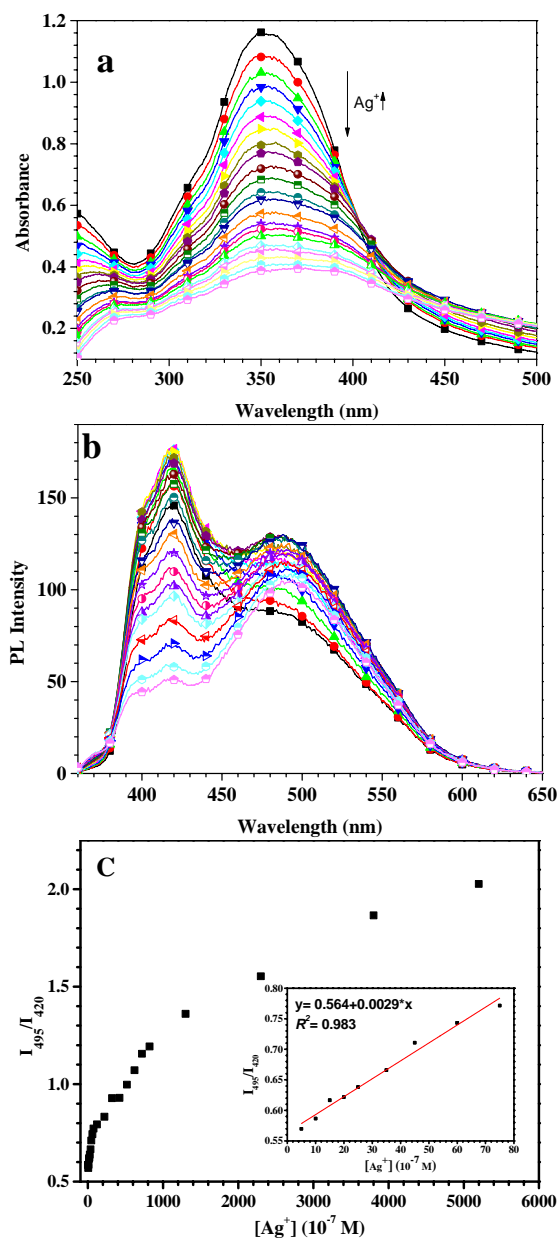 a
1.2
1.0
0.8
0.6
0.4
0.2
Absorbance
Ag+
250 300 350 400 450 500
Wavelength (nm)
b
150
100
50
0
PL Intensity
400 450 500 550 600 650
Wavelength (nm)
C
2.0
1.5
1.0
0.5
I495/I420
y= 0.564+0.0029*x
R2= 0.983
0.80
0.75
0.70
0.65
0.60
0.55
I495/I420
0 10 20 30 40 50 60 70 80
[Ag+] (10-7 M)
0 1000 2000 3000 4000 5000 6000
[Ag+] (10-7 M)